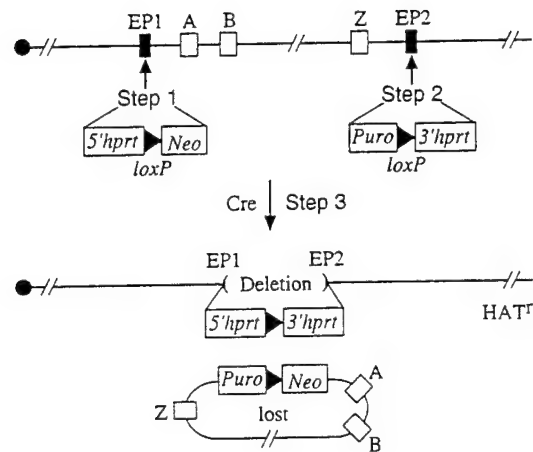 EP1 A B Z EP2
Step 1 Step 2
5'hprt Neo Puro 3'hprt
loxP loxP
Cre Step 3
EP1 EP2
( Deletion )
HATr
5'hprt 3'hprt
Puro Neo A
Z lost
B